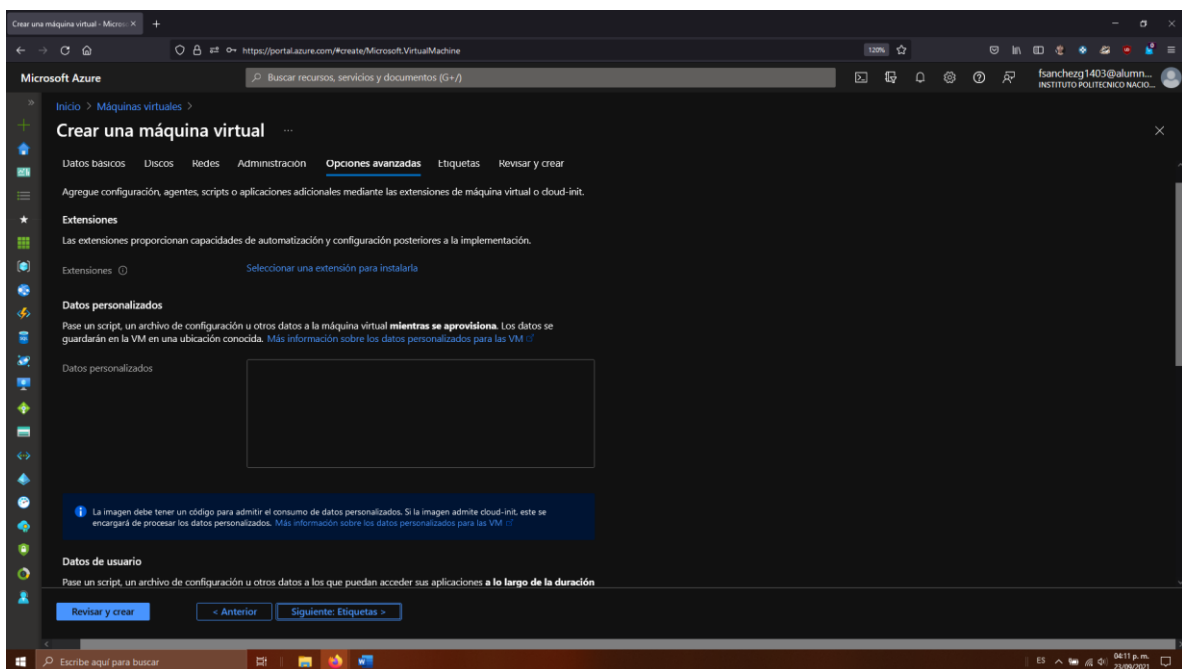 Crear una máquina virtual - Micros
https://portal.azure.com/#create/Microsoft.VirtualMachine
120%
Microsoft Azure
Buscar recursos, servicios y documentos (G+/)
fsanchezg1403@alumn...
INSTITUTO POLITECNICO NACIO...
Inicio > Máquinas virtuales >
Crear una máquina virtual ...
Datos básicos Discos Redes Administración Opciones avanzadas Etiquetas Revisar y crear
Agregue configuración, agentes, scripts o aplicaciones adicionales mediante las extensiones de máquina virtual o cloud-init.
Extensiones
Las extensiones proporcionan capacidades de automatización y configuración posteriores a la implementación.
Extensiones
Seleccionar una extensión para instalarla
Datos personalizados
Pase un script, un archivo de configuración u otros datos a la máquina virtual mientras se aprovisiona. Los datos se
guardarán en la VM en una ubicación conocida. Más información sobre los datos personalizados para las VM
Datos personalizados
La imagen debe tener un código para admitir el consumo de datos personalizados. Si la imagen admite cloud-init, este se
encargará de procesar los datos personalizados. Más información sobre los datos personalizados para las VM
Datos de usuario
Pase un script, un archivo de configuración u otros datos a los que puedan acceder sus aplicaciones a lo largo de la duración
Revisar y crear
< Anterior
Siguiente: Etiquetas >
Escribe aquí para buscar
ES
04:11 p. m.
23/09/2021